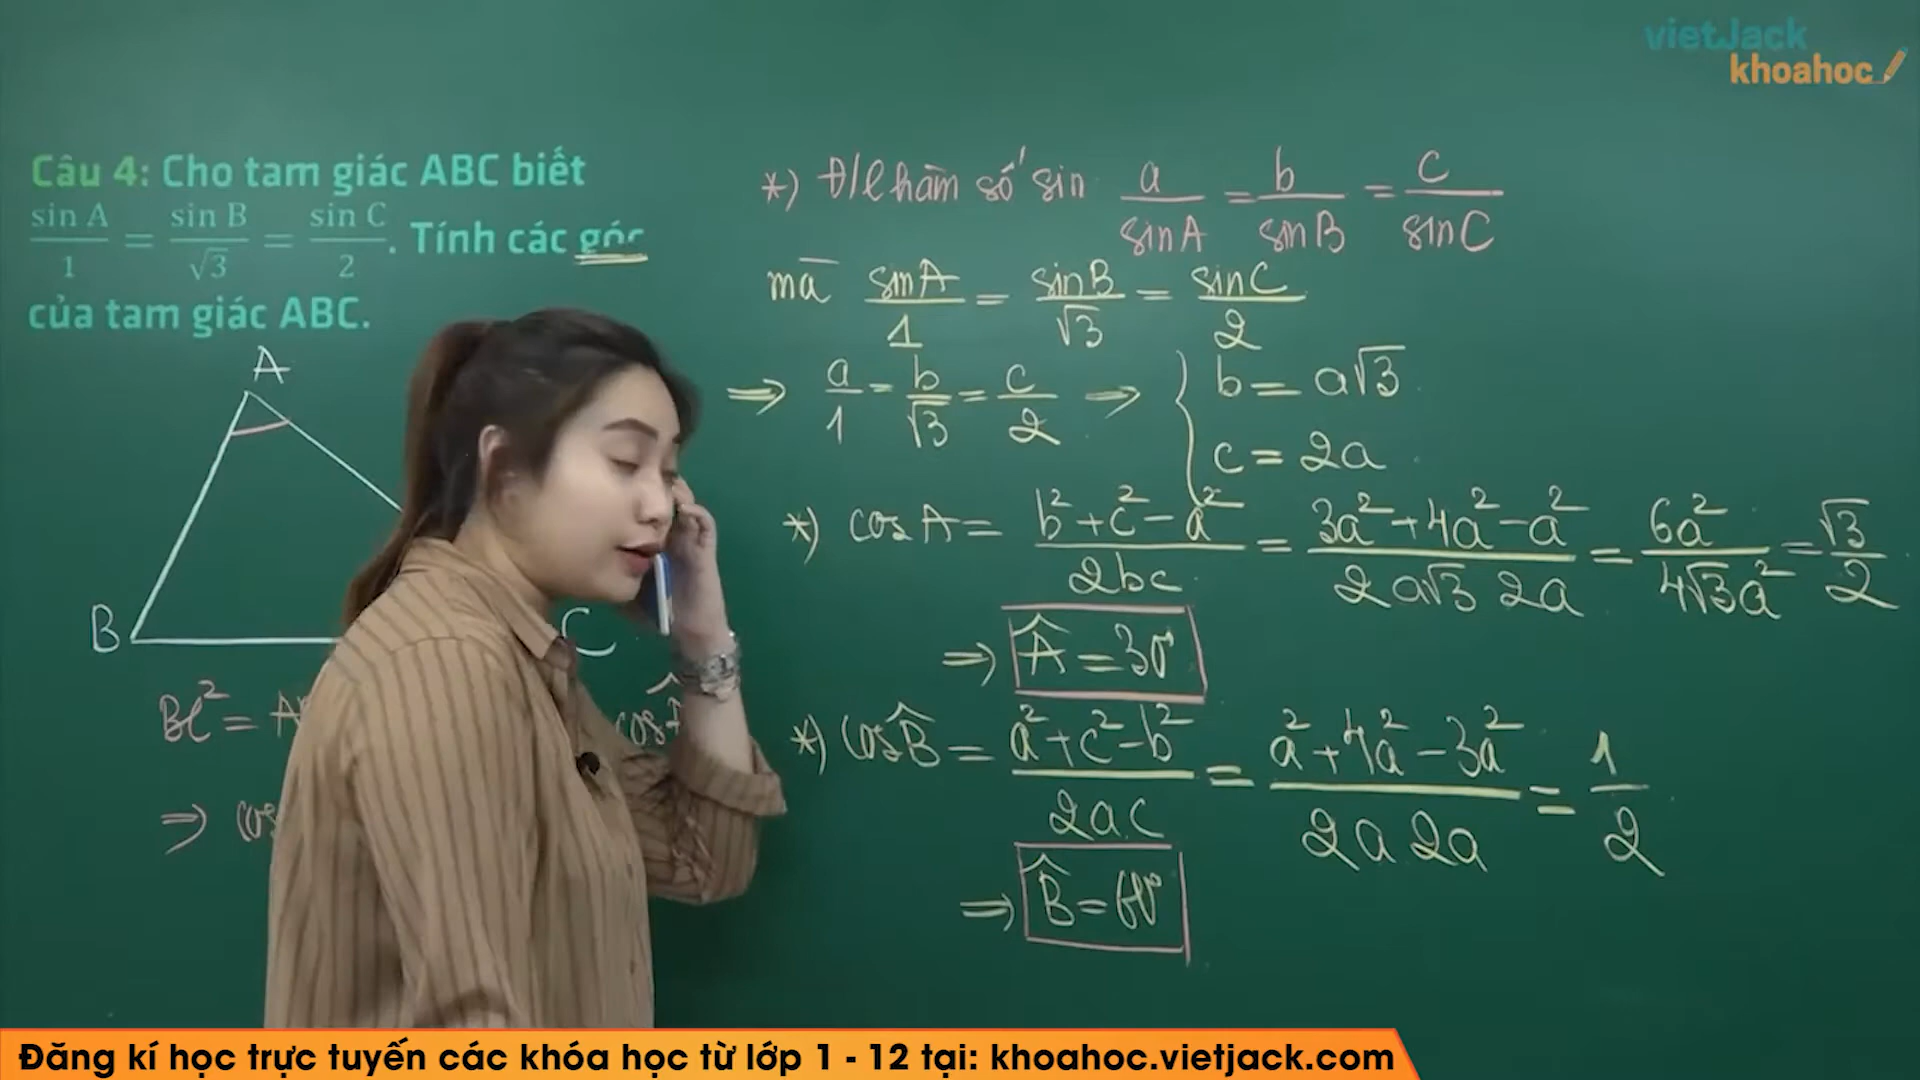 vietJack
khoahoc
Câu 4: Cho tam giác ABC biết
sin A/1 = sin B/√3 = sin C/2. Tính các góc
của tam giác ABC.
A
B
C
BC² =
⇒ cos
*) Đ/l hàm số sin a/sinA = b/sinB = c/sinC
mà sinA/1 = sinB/√3 = sinC/2
⇒ a/1 = b/√3 = c/2 ⇒ { b = a√3
c = 2a
*) cosA = (b² + c² - a²)/2bc = (3a² + 4a² - a²)/(2a√3 2a) = 6a²/4√3a² = √3/2
⇒ Â = 30°
*) cosB̂ = (a² + c² - b²)/2a.c = (a² + 4a² - 3a²)/(2a 2a) = 1/2
⇒ B̂ = 60°
Đăng kí học trực tuyến các khóa học từ lớp 1 - 12 tại: khoahoc.vietjack.com